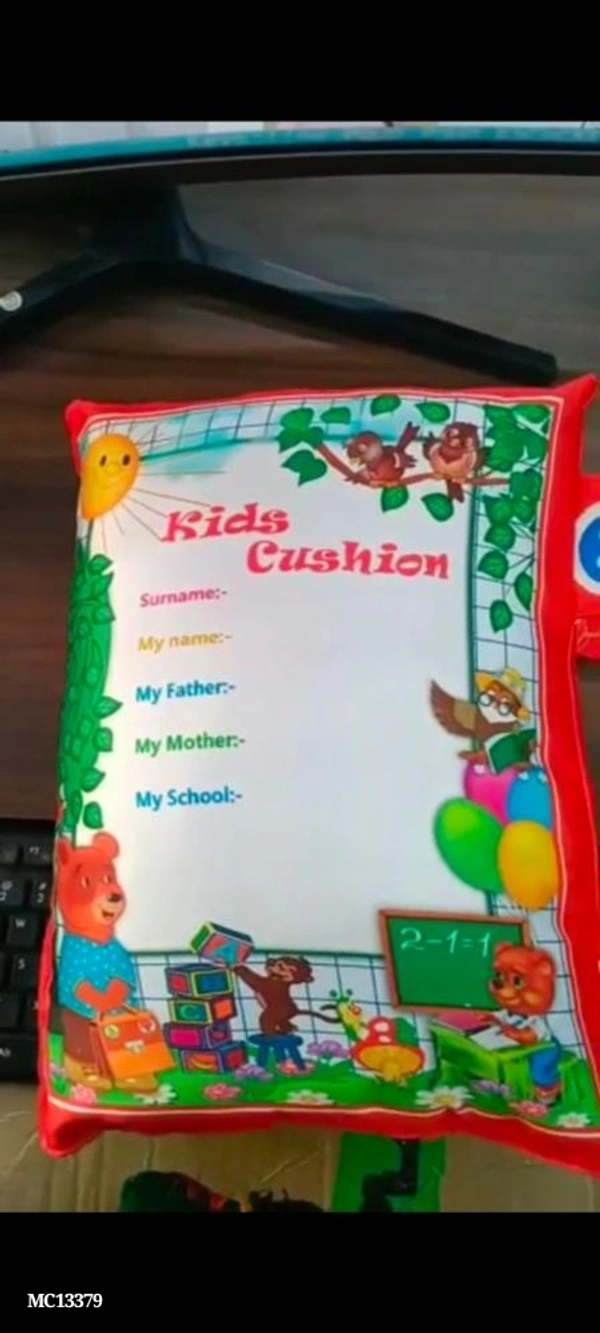 Kids
Cushion
Surname:-
My name:-
My Father:-
My Mother:-
My School:-
2-1=1
MC13379